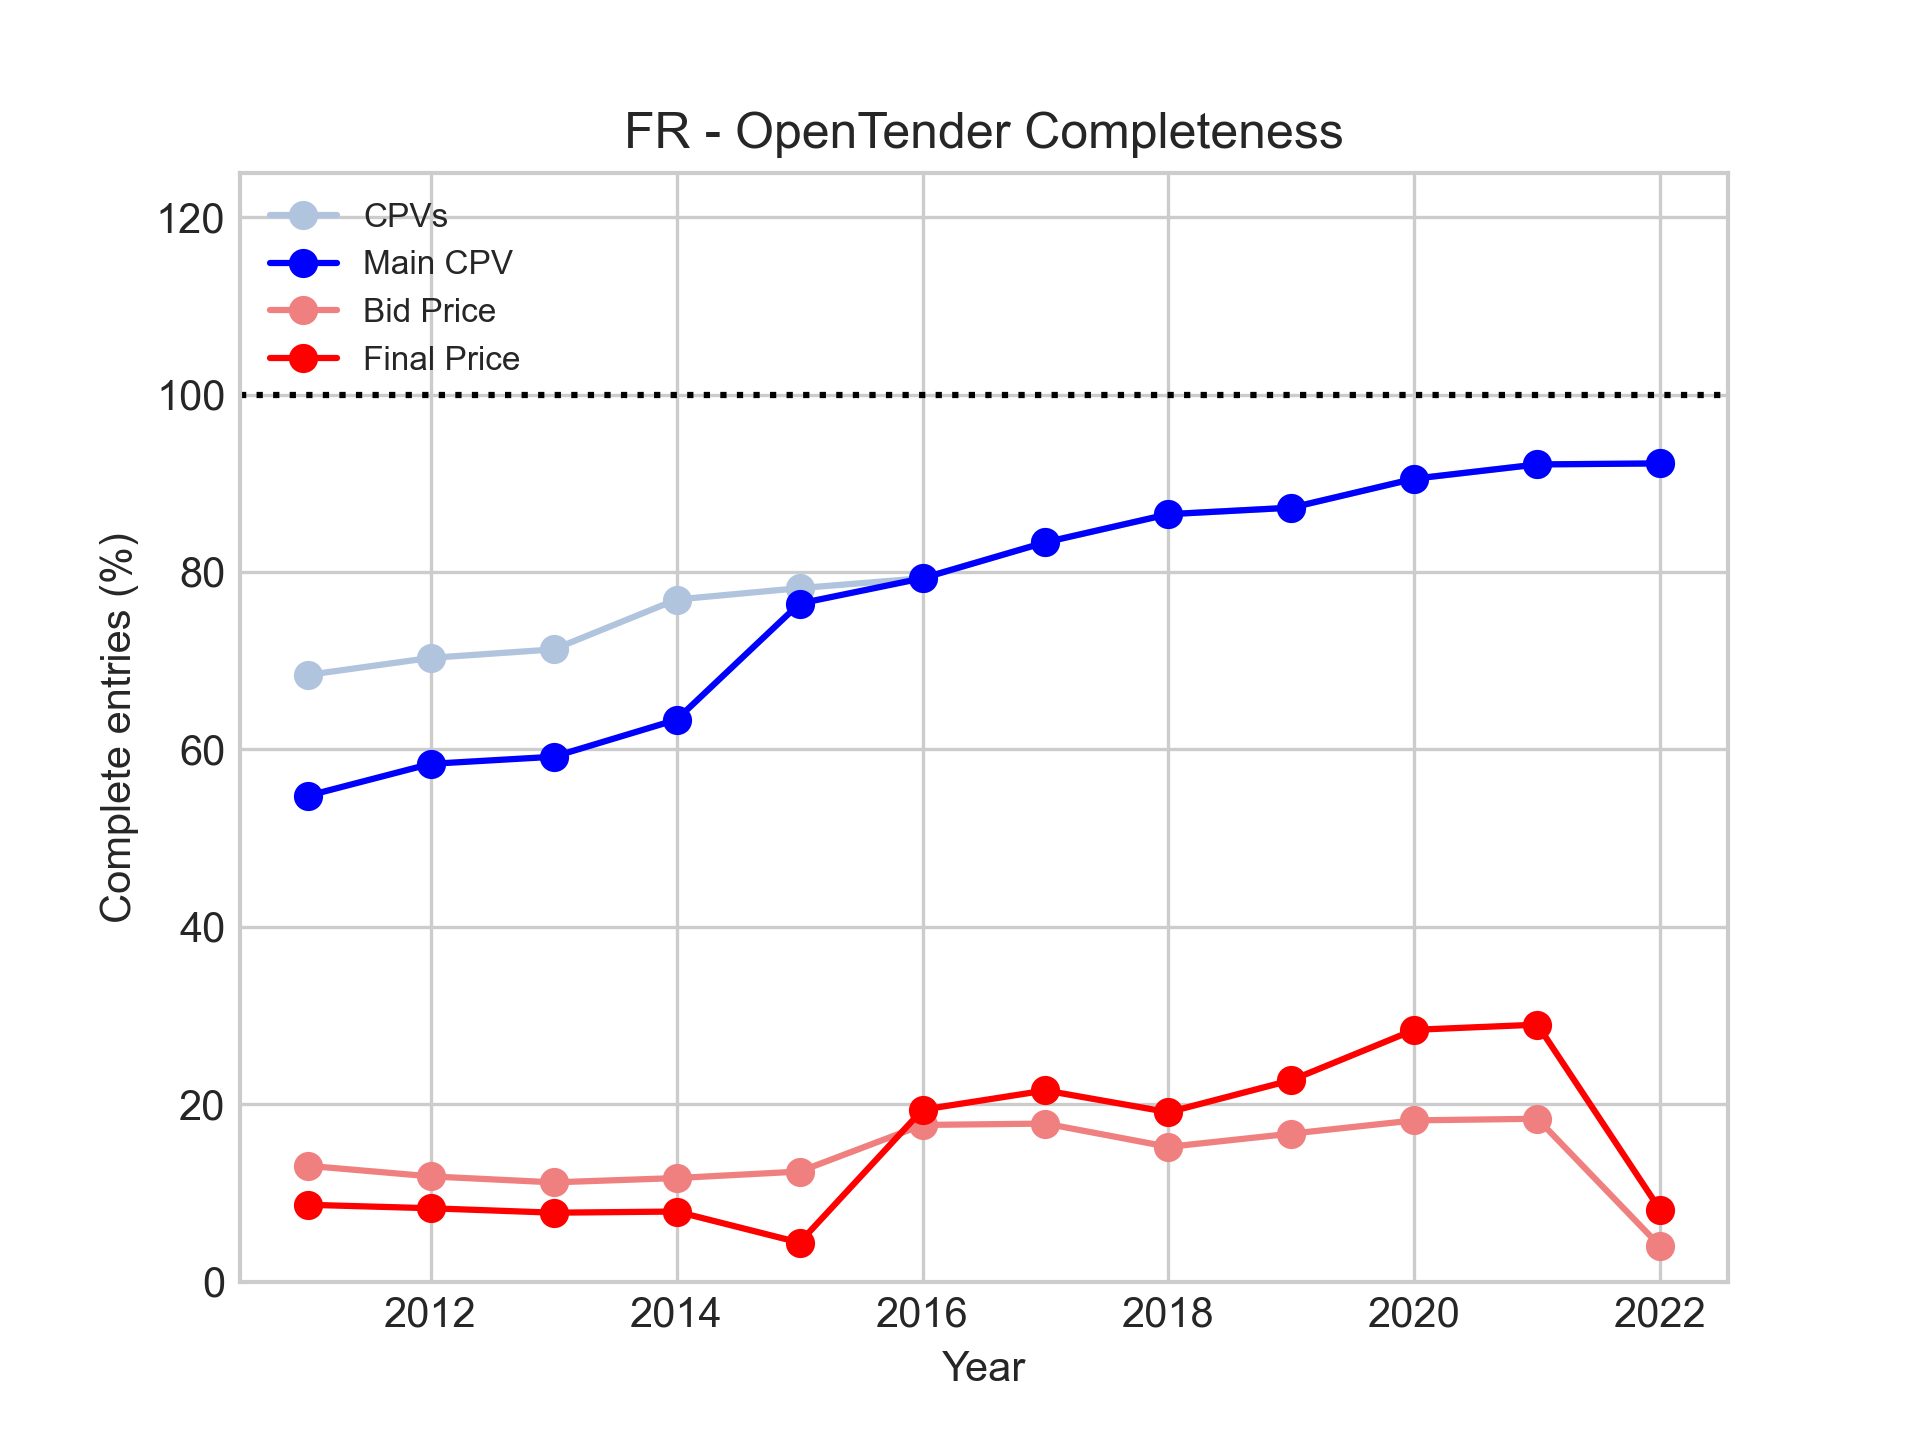 FR - OpenTender Completeness
CPVs
Main CPV
Bid Price
Final Price
120
100
80
60
40
20
0
Complete entries (%)
2012
2014
2016
2018
2020
2022
Year